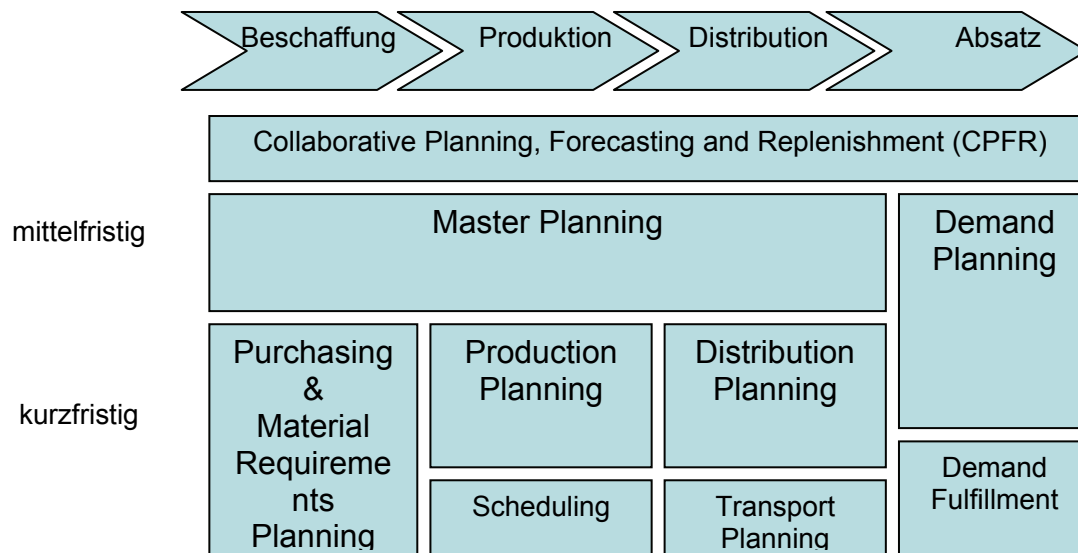 Beschaffung
Produktion
Distribution
Absatz
Collaborative Planning, Forecasting and Replenishment (CPFR)
mittelfristig
Master Planning
Demand
Planning
kurzfristig
Purchasing
&
Material
Requireme
nts
Planning
Production
Planning
Distribution
Planning
Scheduling
Transport
Planning
Demand
Fulfillment